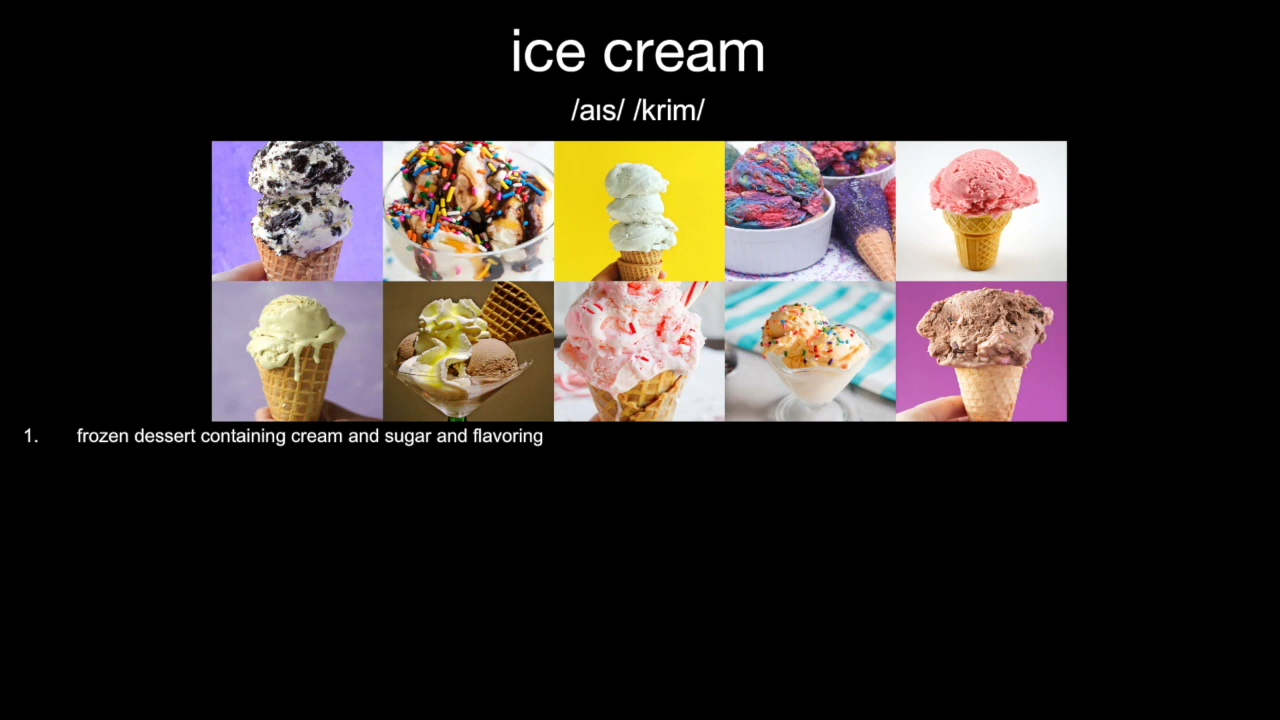 ice cream
/aɪs/ /krim/
1. frozen dessert containing cream and sugar and flavoring